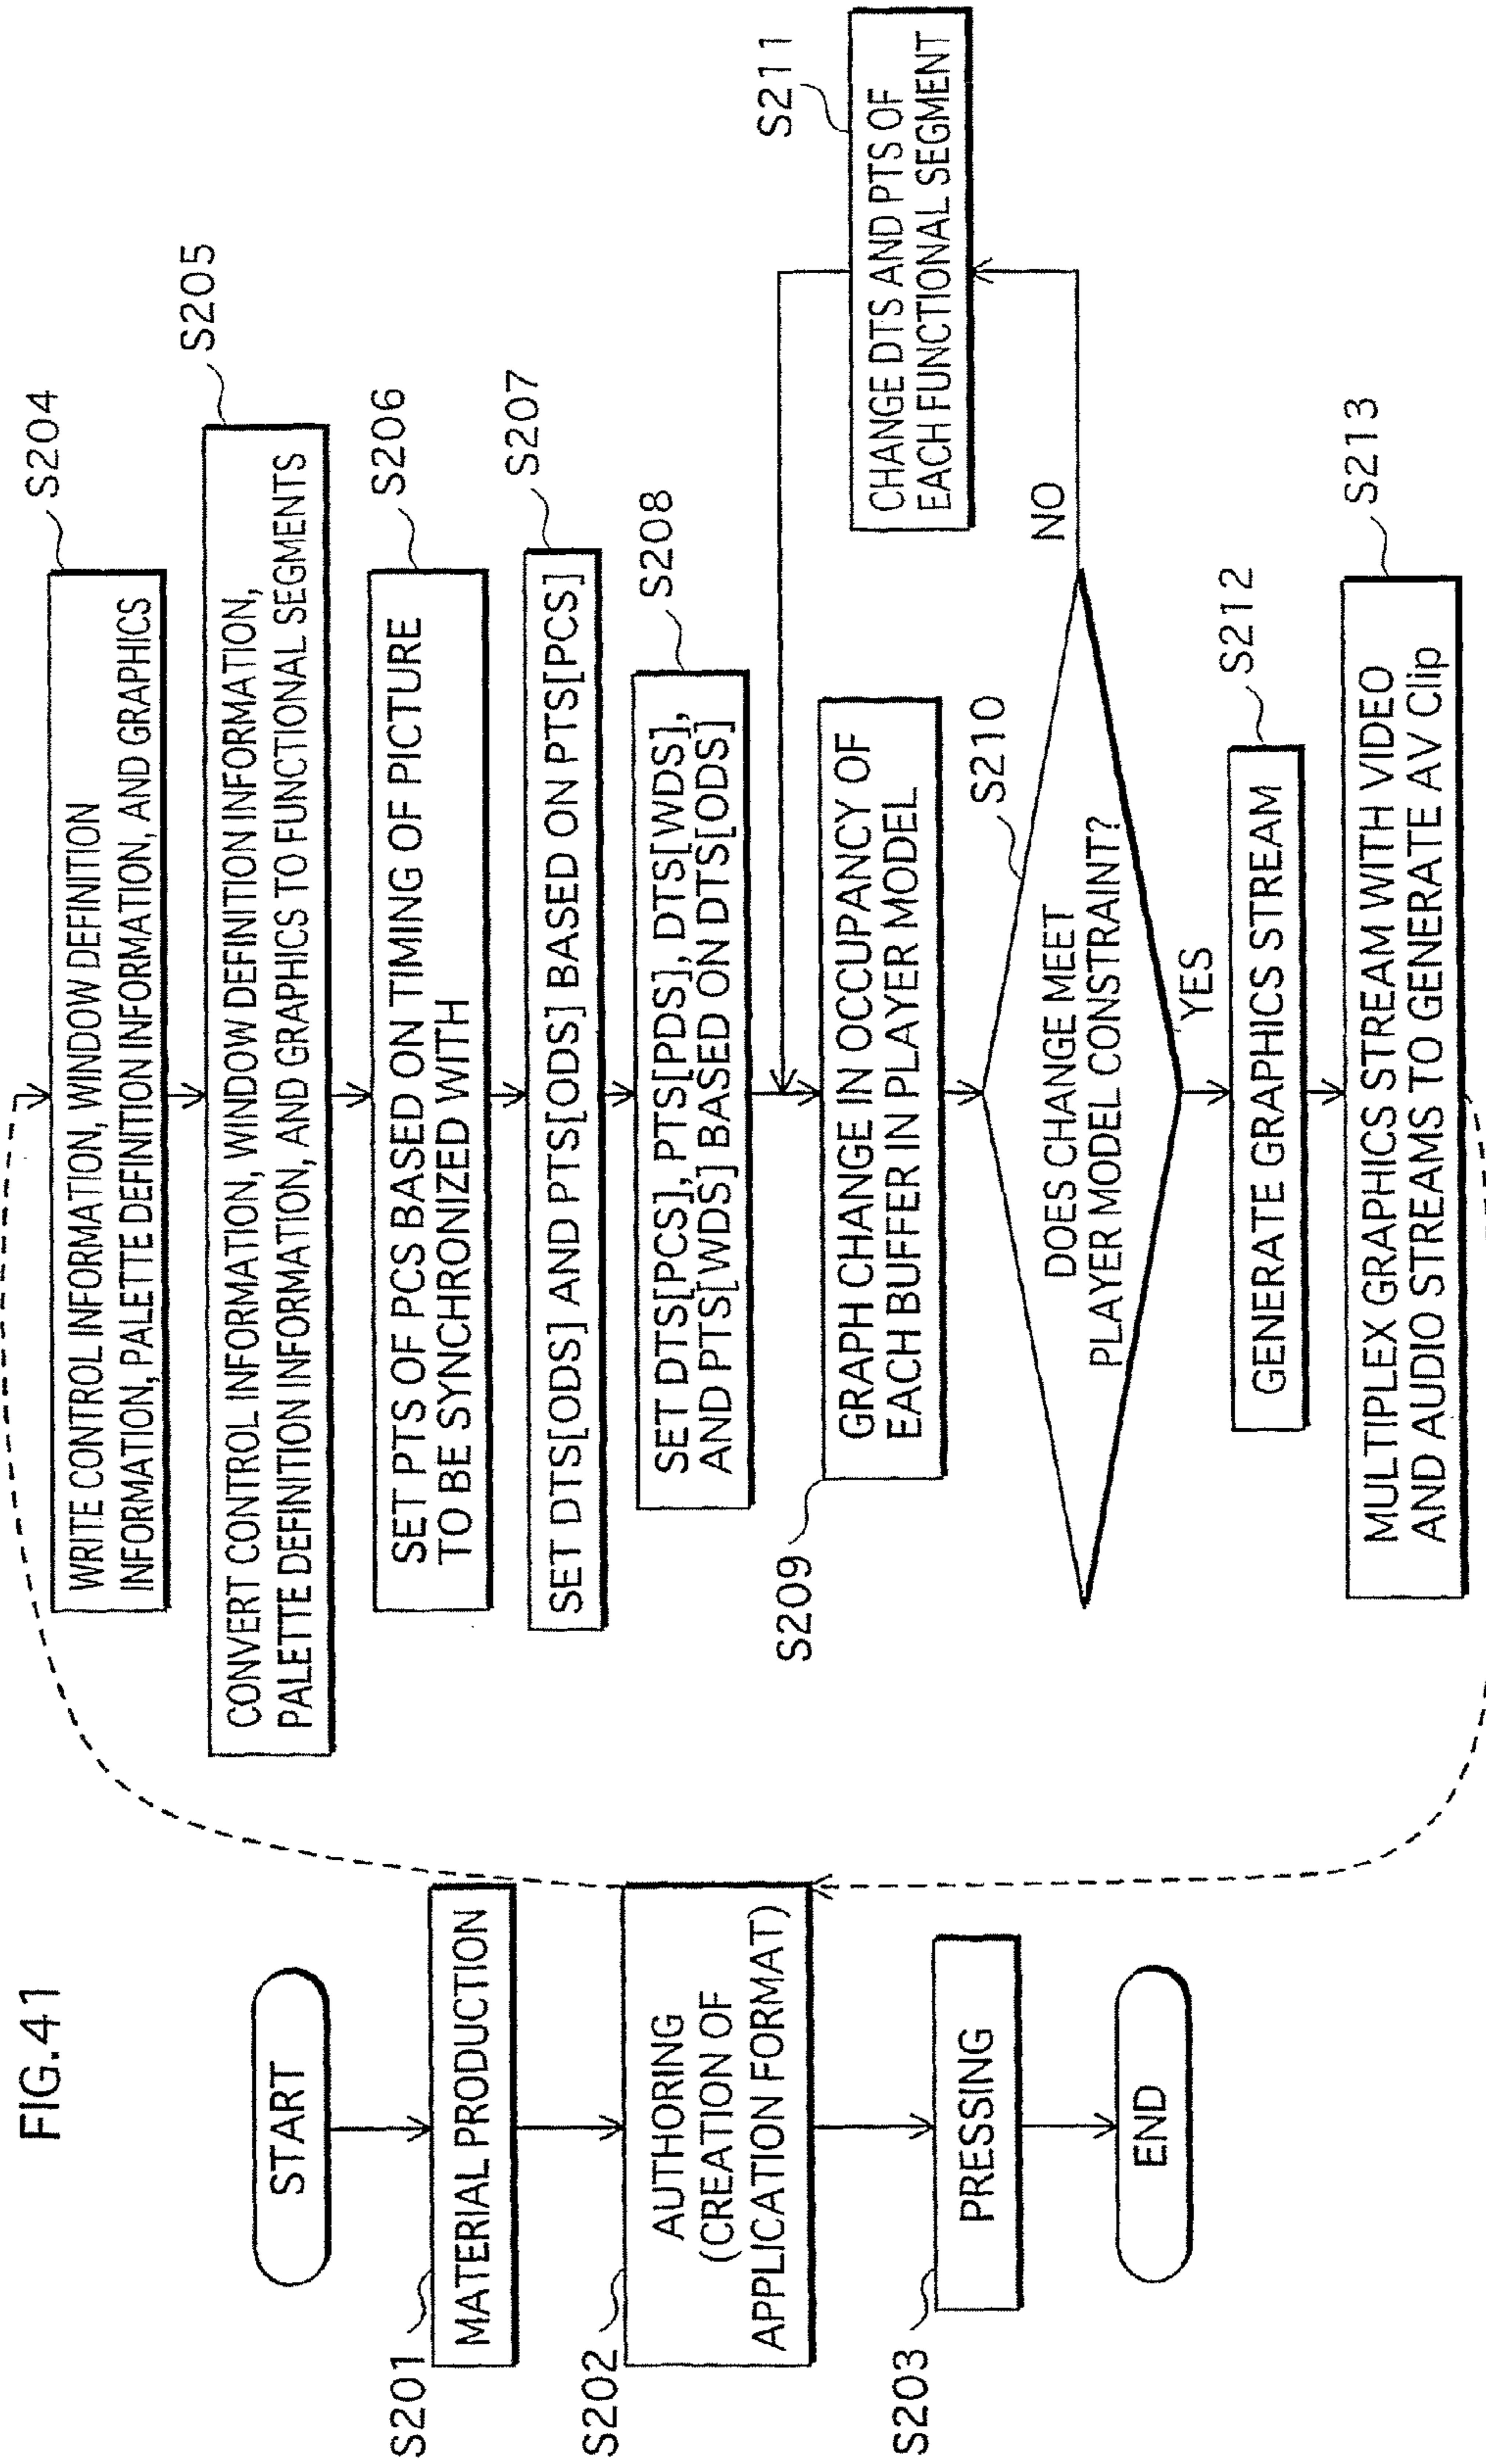 FIG.41
START
S201
MATERIAL PRODUCTION
S202
AUTHORING
(CREATION OF
APPLICATION FORMAT)
S203
PRESSING
END
S204
WRITE CONTROL INFORMATION, WINDOW DEFINITION
INFORMATION, PALETTE DEFINITION INFORMATION, AND GRAPHICS
S205
CONVERT CONTROL INFORMATION, WINDOW DEFINITION INFORMATION,
PALETTE DEFINITION INFORMATION, AND GRAPHICS TO FUNCTIONAL SEGMENTS
S206
SET PTS OF PCS BASED ON TIMING OF PICTURE
TO BE SYNCHRONIZED WITH
S207
SET DTS[ODS] AND PTS[ODS] BASED ON PTS[PCS]
S208
SET DTS[PCS], PTS[PDS], DTS[WDS],
AND PTS[WDS] BASED ON DTS[ODS]
S209
GRAPH CHANGE IN OCCUPANCY OF
EACH BUFFER IN PLAYER MODEL
S210
DOES CHANGE MEET
PLAYER MODEL CONSTRAINT?
NO
S211
CHANGE DTS AND PTS OF
EACH FUNCTIONAL SEGMENT
YES
S212
GENERATE GRAPHICS STREAM
S213
MULTIPLEX GRAPHICS STREAM WITH VIDEO
AND AUDIO STREAMS TO GENERATE AV Clip